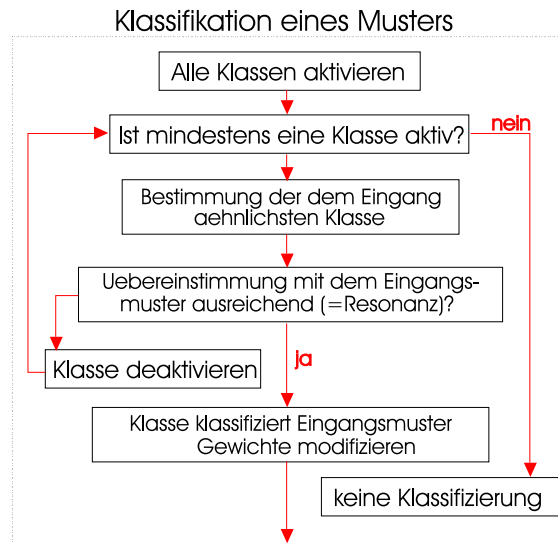 Klassifikation eines Musters
Alle Klassen aktivieren
Ist mindestens eine Klasse aktiv?
nein
Bestimmung der dem Eingang
aehnlichsten Klasse
Uebereinstimmung mit dem Eingangs-
muster ausreichend (=Resonanz)?
Klasse deaktivieren
ja
Klasse klassifiziert Eingangsmuster
Gewichte modifizieren
keine Klassifizierung